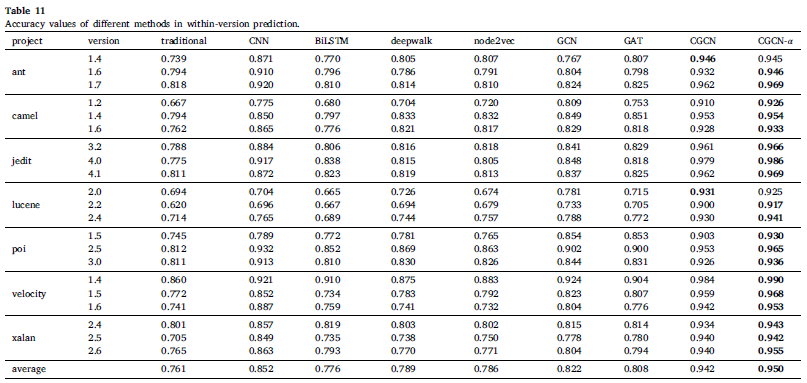 Table 11
Accuracy values of different methods in within-version prediction.
project version traditional CNN BiLSTM deepwalk node2vec GCN GAT CGCN CGCN-α
1.4 0.739 0.871 0.770 0.805 0.807 0.767 0.807 0.946 0.945
ant 1.6 0.794 0.910 0.796 0.786 0.791 0.804 0.798 0.932 0.946
1.7 0.818 0.920 0.810 0.814 0.810 0.824 0.825 0.962 0.969
1.2 0.667 0.775 0.680 0.704 0.720 0.809 0.753 0.910 0.926
camel 1.4 0.794 0.850 0.797 0.833 0.832 0.849 0.851 0.953 0.954
1.6 0.762 0.865 0.776 0.821 0.817 0.829 0.818 0.928 0.933
3.2 0.788 0.884 0.806 0.816 0.818 0.841 0.829 0.961 0.966
jedit 4.0 0.775 0.917 0.838 0.815 0.805 0.848 0.818 0.979 0.986
4.1 0.811 0.872 0.823 0.819 0.813 0.837 0.825 0.962 0.969
2.0 0.694 0.704 0.665 0.726 0.674 0.781 0.715 0.931 0.925
lucene 2.2 0.620 0.696 0.667 0.694 0.679 0.733 0.705 0.900 0.917
2.4 0.714 0.765 0.689 0.744 0.757 0.788 0.772 0.930 0.941
1.5 0.745 0.789 0.772 0.781 0.765 0.854 0.853 0.903 0.930
poi 2.5 0.812 0.932 0.852 0.869 0.863 0.902 0.900 0.953 0.965
3.0 0.811 0.913 0.810 0.830 0.826 0.844 0.831 0.926 0.936
1.4 0.860 0.921 0.910 0.875 0.883 0.924 0.904 0.984 0.990
velocity 1.5 0.772 0.852 0.734 0.783 0.792 0.823 0.807 0.959 0.968
1.6 0.741 0.887 0.759 0.741 0.732 0.804 0.776 0.942 0.953
2.4 0.801 0.857 0.819 0.803 0.802 0.815 0.814 0.934 0.943
xalan 2.5 0.705 0.849 0.735 0.738 0.750 0.778 0.780 0.940 0.942
2.6 0.765 0.863 0.793 0.770 0.771 0.804 0.794 0.940 0.955
average 0.761 0.852 0.776 0.789 0.786 0.822 0.808 0.942 0.950